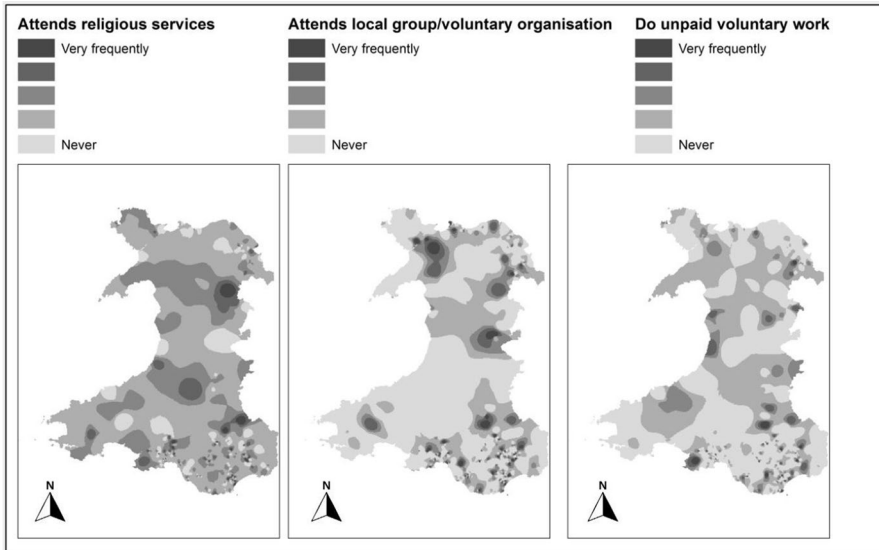 Attends religious services
Very frequently
Never
Attends local group/voluntary organisation
Very frequently
Never
Do unpaid voluntary work
Very frequently
Never
N
N
N